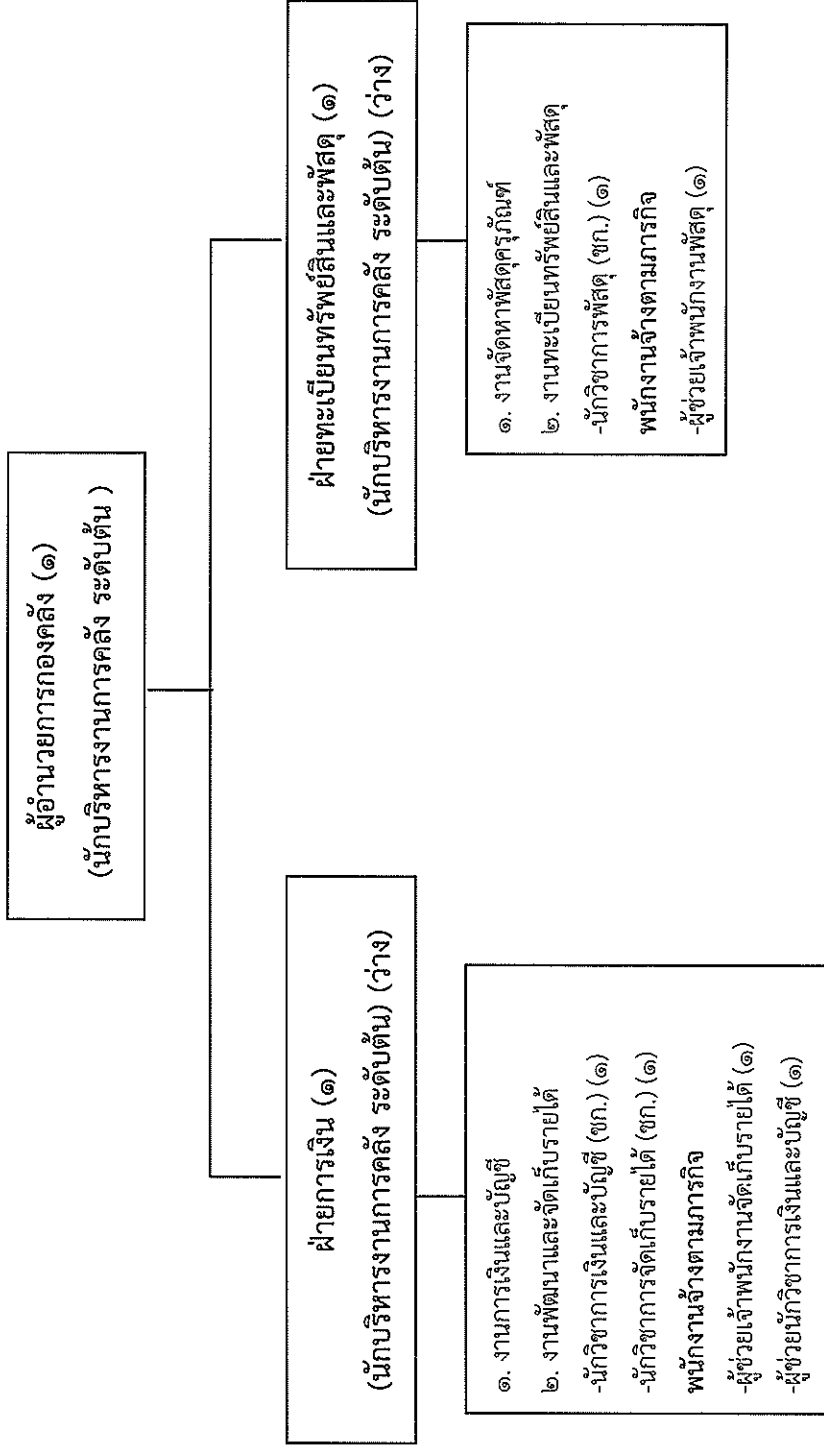 ผู้อำนวยการกองคลัง (๑)
(นักบริหารงานการคลัง ระดับต้น )
ฝ่ายการเงิน (๑)
(นักบริหารงานการคลัง ระดับต้น) (ว่าง)
๑. งานการเงินและบัญชี
๒. งานพัฒนาและจัดเก็บรายได้
-นักวิชาการเงินและบัญชี (ชก.) (๑)
-นักวิชาการจัดเก็บรายได้ (ชก.) (๑)
พนักงานจ้างตามภารกิจ
-ผู้ช่วยเจ้าพนักงานจัดเก็บรายได้ (๑)
-ผู้ช่วยนักวิชาการเงินและบัญชี (๑)
ฝ่ายทะเบียนทรัพย์สินและพัสดุ (๑)
(นักบริหารงานการคลัง ระดับต้น) (ว่าง)
๑. งานจัดหาพัสดุครุภัณฑ์
๒. งานทะเบียนทรัพย์สินและพัสดุ
-นักวิชาการพัสดุ (ชก.) (๑)
พนักงานจ้างตามภารกิจ
-ผู้ช่วยเจ้าพนักงานพัสดุ (๑)